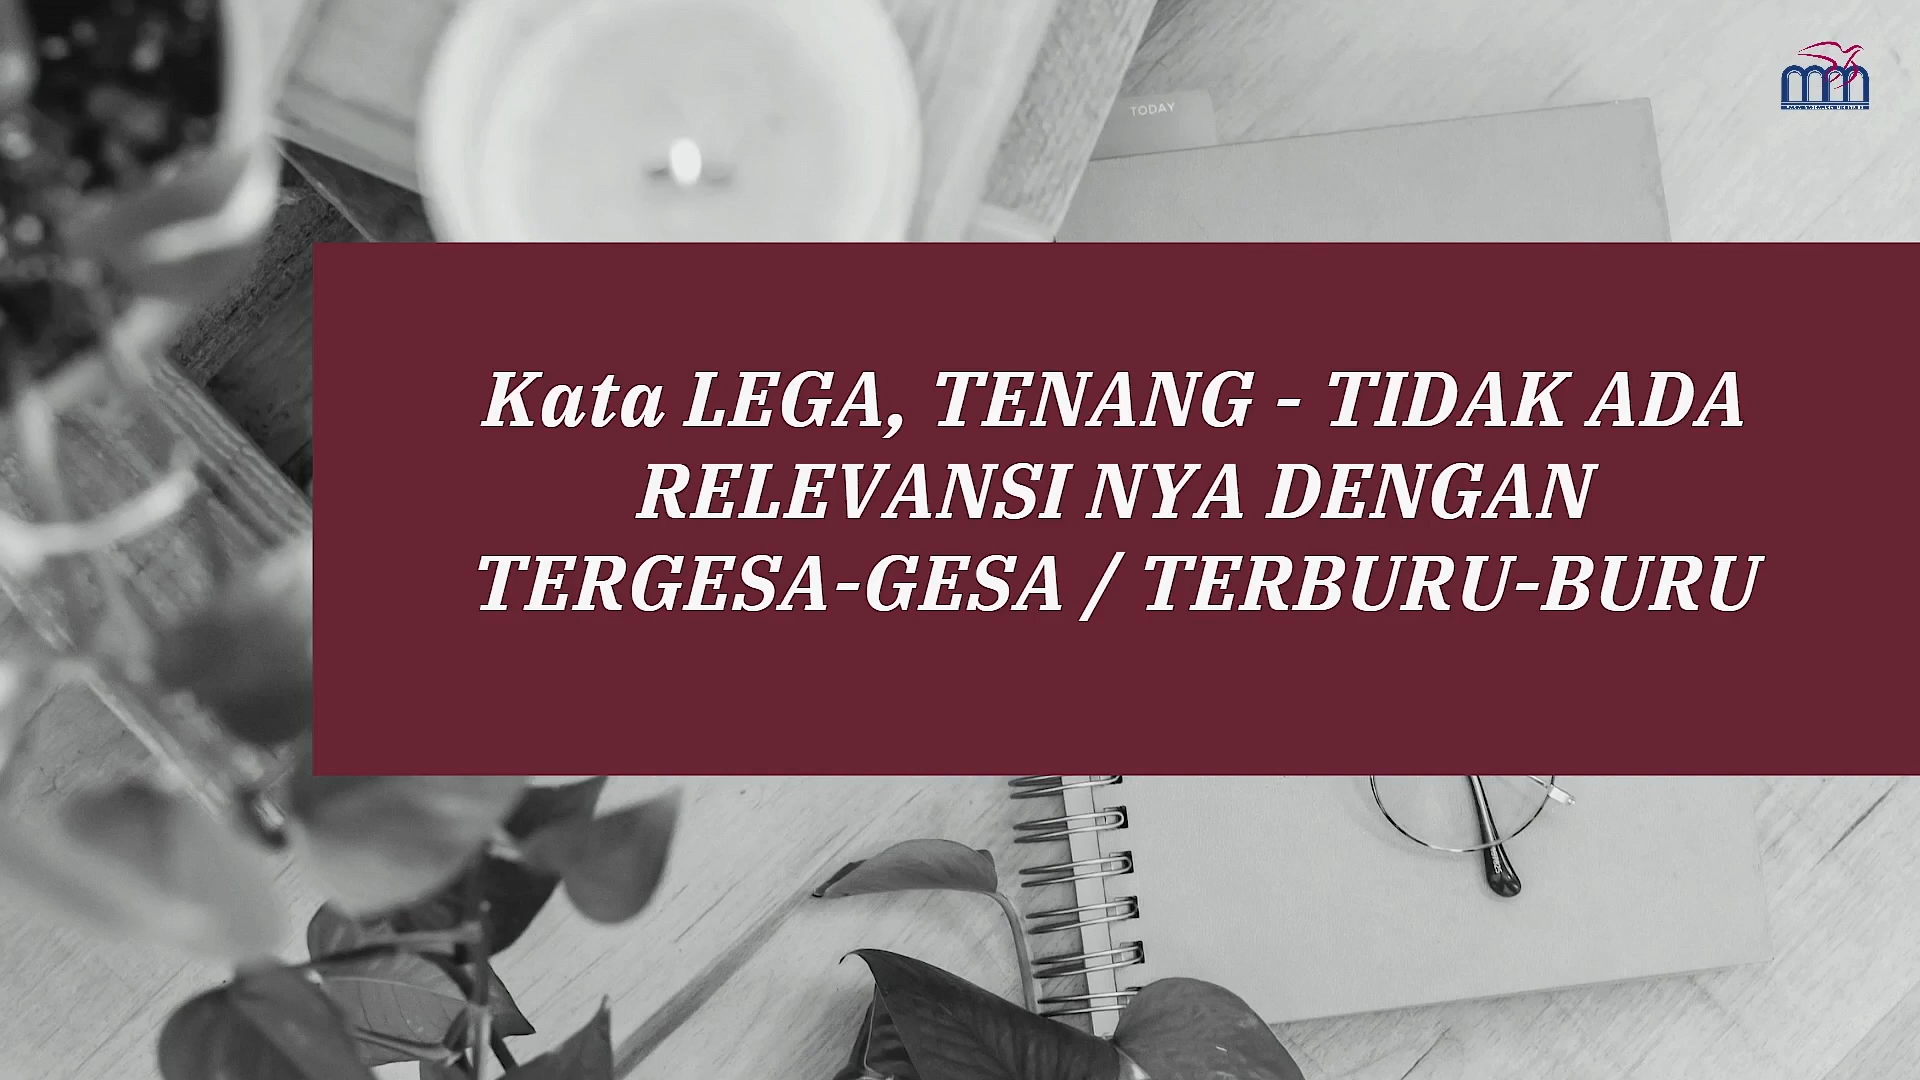 TODAY
Kata LEGA, TENANG - TIDAK ADA
RELEVANSI NYA DENGAN
TERGESA-GESA / TERBURU-BURU